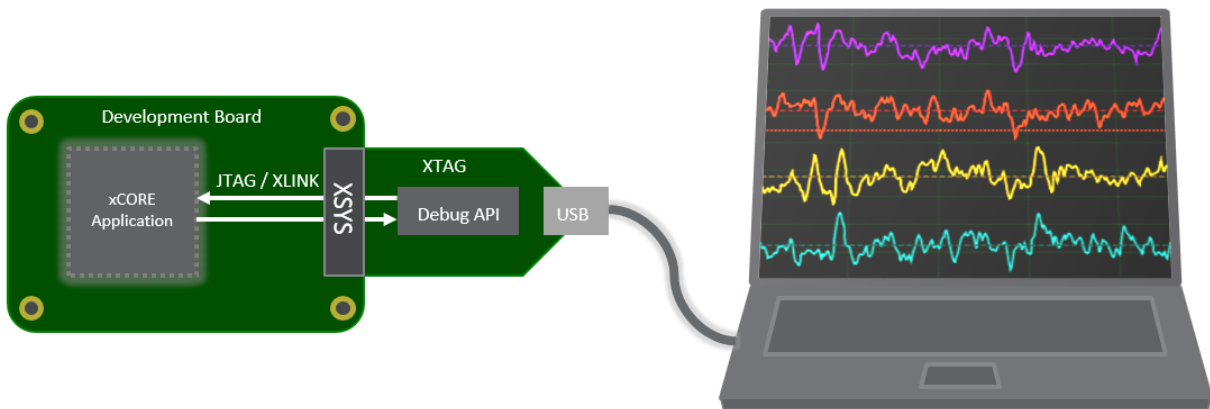 Development Board
xCORE
Application
JTAG / XLINK
XSYS
XTAG
Debug API
USB